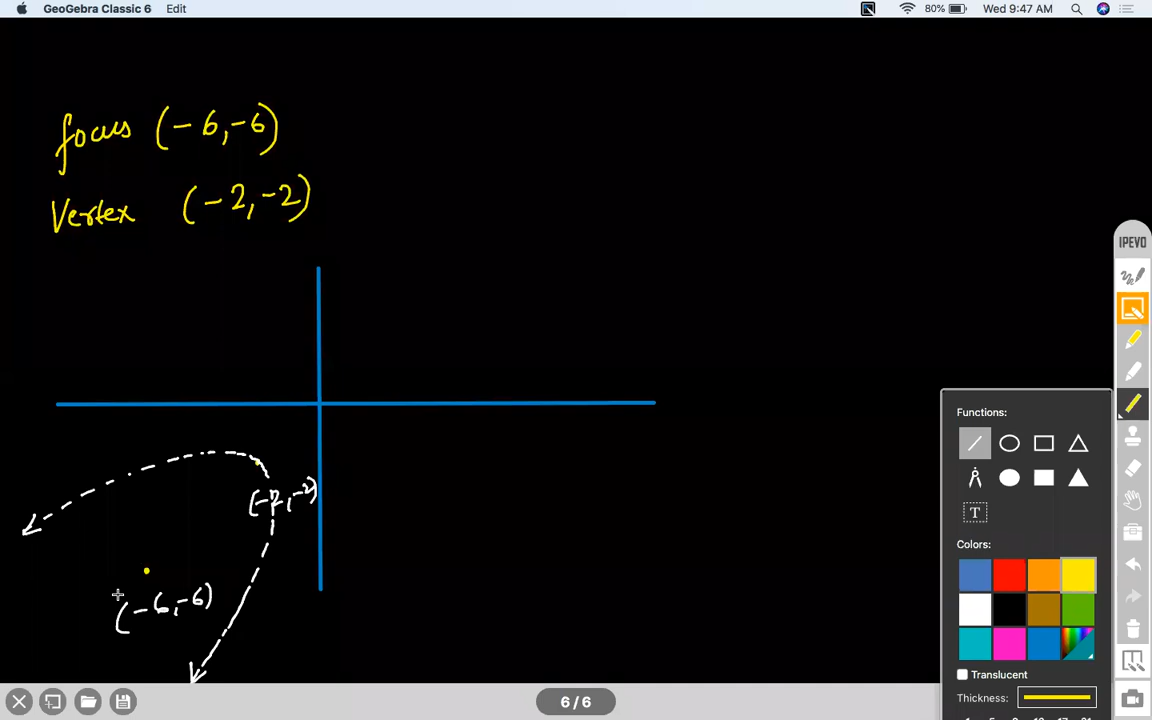 GeoGebra Classic 6 Edit 80% Wed 9:47 AM
focus (-6,-6)
Vertex (-2,-2)
IPEVO
(-2,-2)
(-6,-6)
Functions:
T
Colors:
Translucent
Thickness:
6 / 6